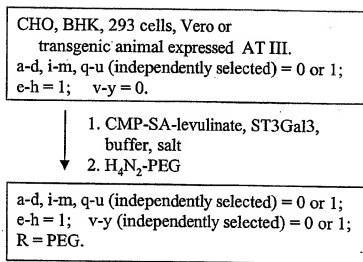 CHO, BHK, 293 cells, Vero or
transgenic animal expressed AT III.
a-d, i-m, q-u (independently selected) = 0 or 1;
e-h = 1; v-y = 0.
1. CMP-SA-levulinate, ST3Gal3,
buffer, salt
2. H₄N₂-PEG
a-d, i-m, q-u (independently selected) = 0 or 1;
e-h = 1; v-y (independently selected) = 0 or 1;
R = PEG.